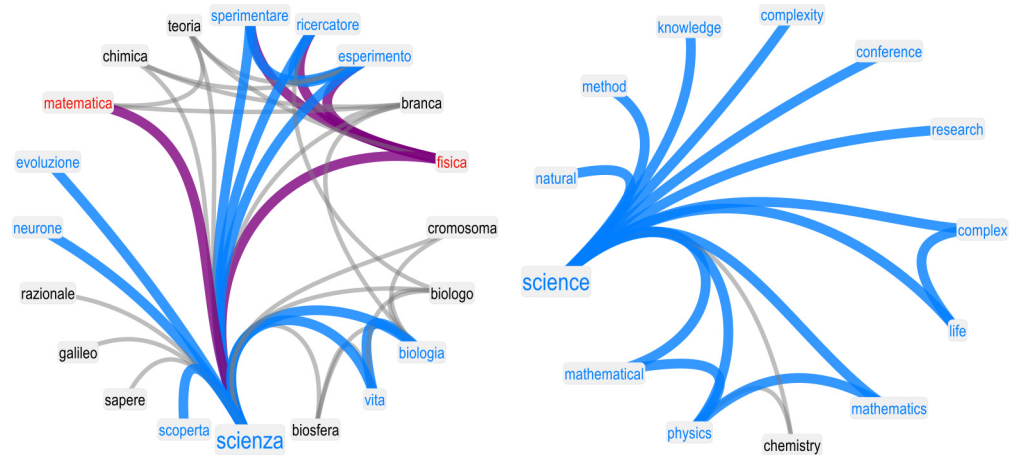 sperimentare
ricercatore
teoria
esperimento
chimica
matematica
branca
fisica
evoluzione
neurone
cromosoma
razionale
biologo
galileo
biologia
sapere
vita
scoperta
biosfera
scienza
complexity
knowledge
conference
method
research
natural
complex
science
life
mathematical
mathematics
physics
chemistry